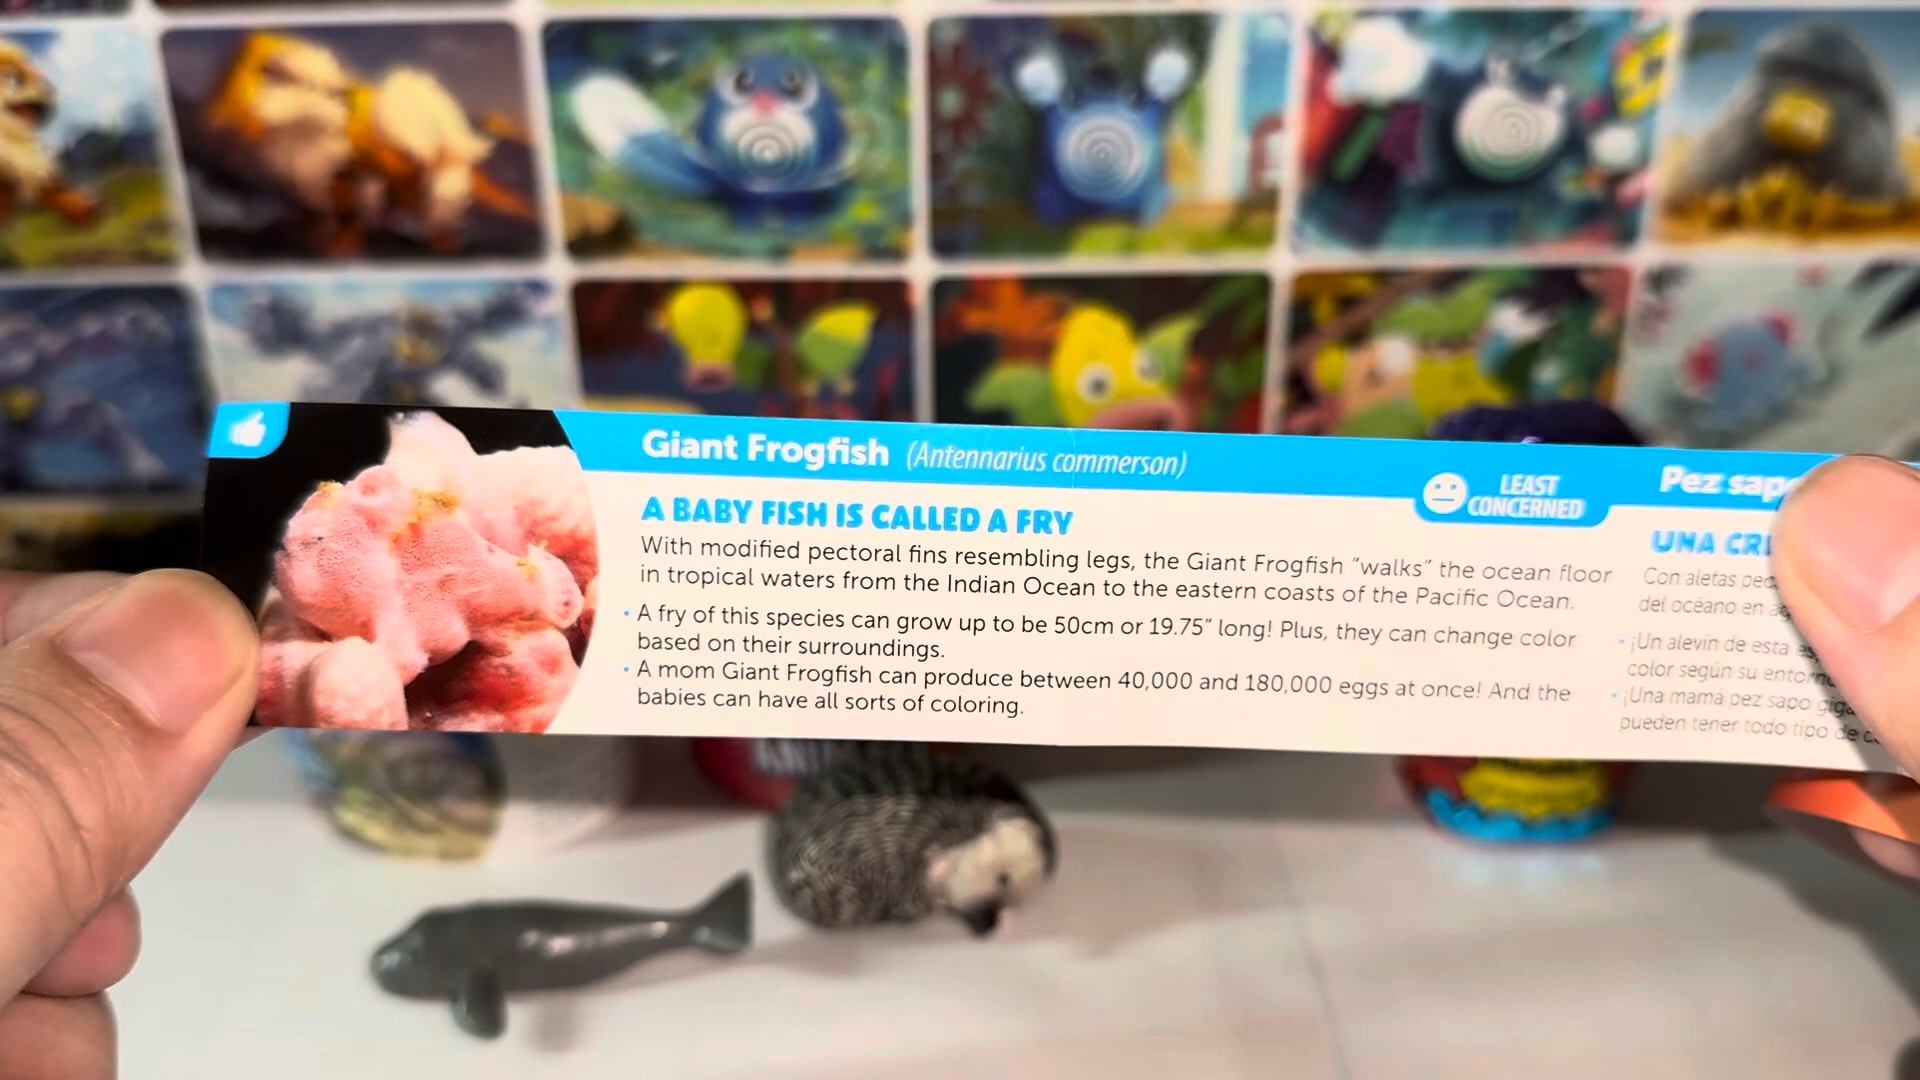 Giant Frogfish (Antennarius commerson)
LEAST
CONCERNED
A BABY FISH IS CALLED A FRY
With modified pectoral fins resembling legs, the Giant Frogfish “walks” the ocean floor
in tropical waters from the Indian Ocean to the eastern coasts of the Pacific Ocean.
• A fry of this species can grow up to be 50cm or 19.75” long! Plus, they can change color
based on their surroundings.
• A mom Giant Frogfish can produce between 40,000 and 180,000 eggs at once! And the
babies can have all sorts of coloring.
Pez sapo
UNA
Con aletas
del océano en
• ¡Un alevín de esta
color según su entorno
• ¡Una mamá pez sapo
pueden tener todo tipo de